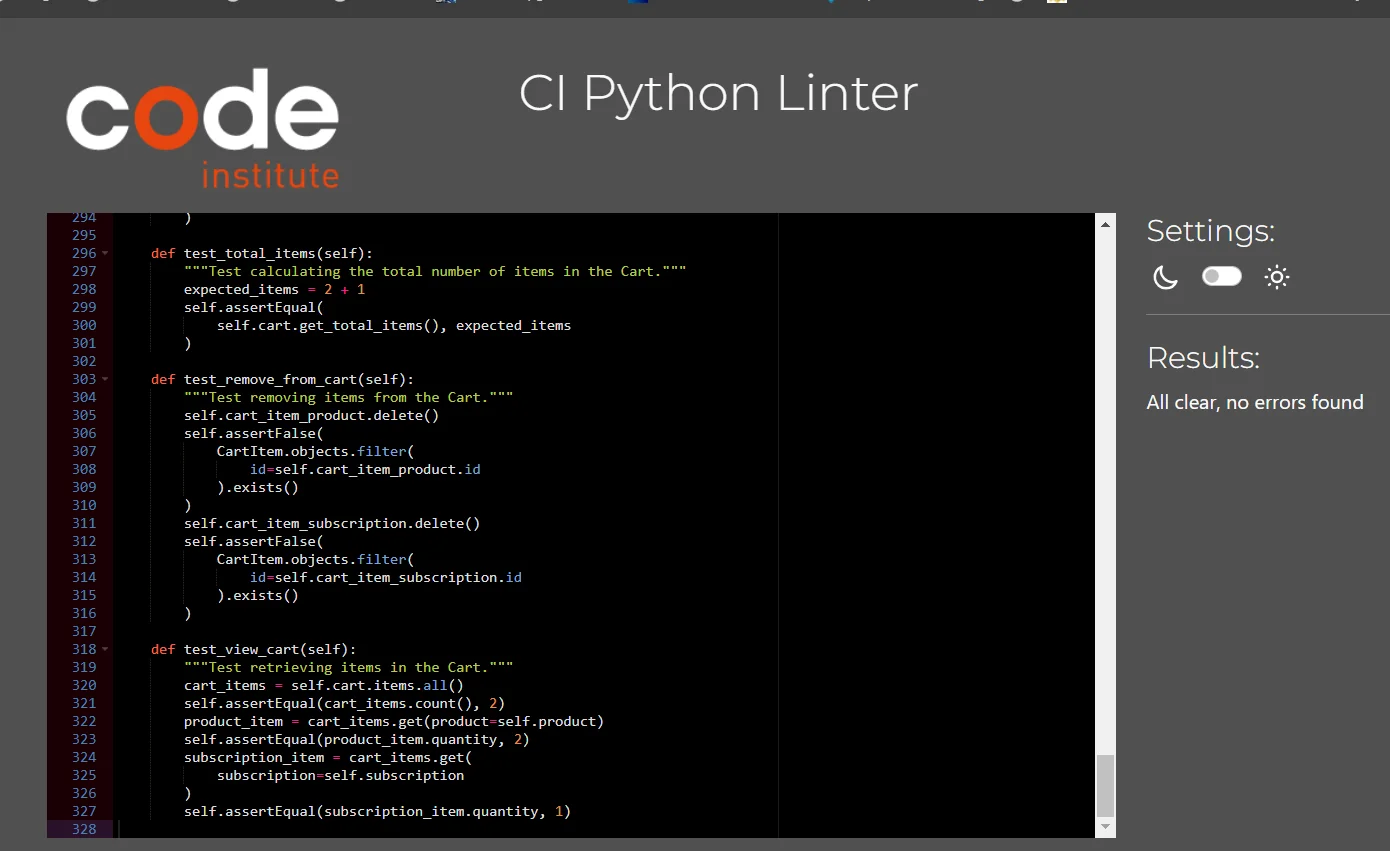 code
institute
CI Python Linter
294 )
295
296 def test_total_items(self):
297 """Test calculating the total number of items in the Cart."""
298 expected_items = 2 + 1
299 self.assertEqual(
300 self.cart.get_total_items(), expected_items
301 )
302
303 def test_remove_from_cart(self):
304 """Test removing items from the Cart."""
305 self.cart_item_product.delete()
306 self.assertFalse(
307 CartItem.objects.filter(
308 id=self.cart_item_product.id
309 ).exists()
310 )
311 self.cart_item_subscription.delete()
312 self.assertFalse(
313 CartItem.objects.filter(
314 id=self.cart_item_subscription.id
315 ).exists()
316 )
317
318 def test_view_cart(self):
319 """Test retrieving items in the Cart."""
320 cart_items = self.cart.items.all()
321 self.assertEqual(cart_items.count(), 2)
322 product_item = cart_items.get(product=self.product)
323 self.assertEqual(product_item.quantity, 2)
324 subscription_item = cart_items.get(
325 subscription=self.subscription
326 )
327 self.assertEqual(subscription_item.quantity, 1)
328
Settings:
Results:
All clear, no errors found